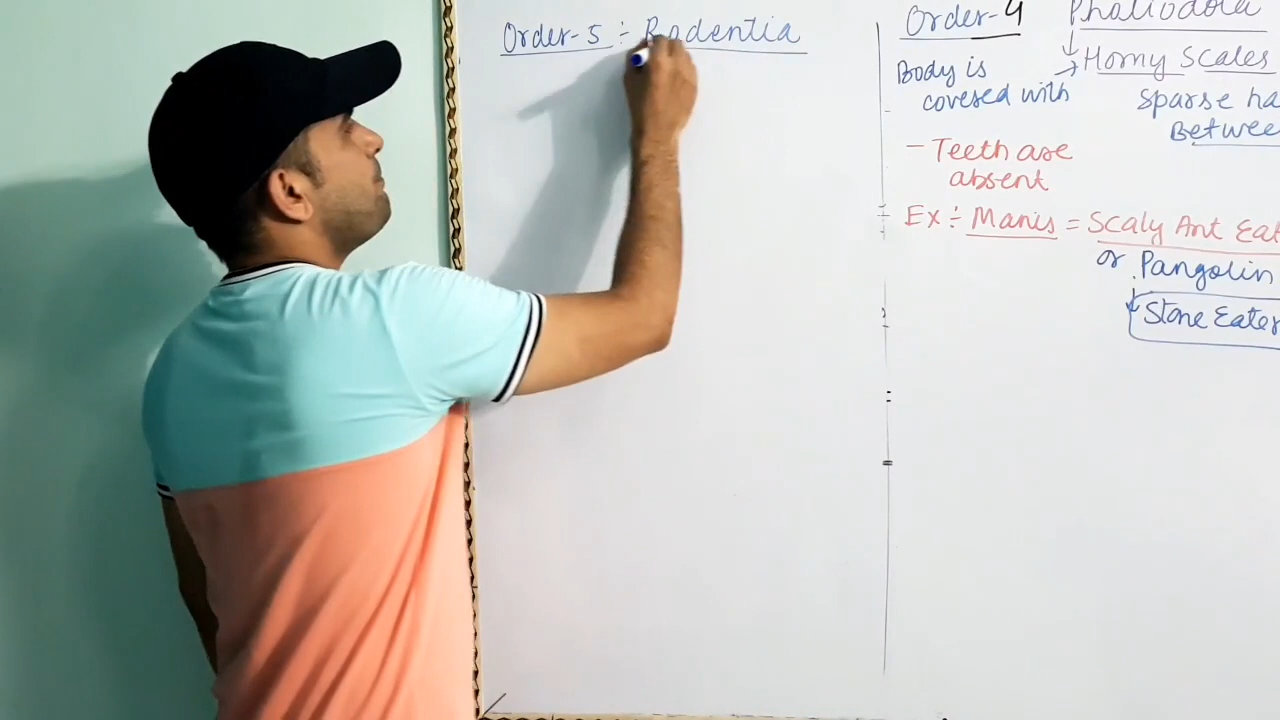 Order-5 ÷ Rodentia
Order-4 Pholiodota
Body is
covered with
Horny Scales
Sparse ha
Betwee
- Teeth are
absent
Ex ÷ Manis = Scaly Ant Eat
or Pangolin
Stone Eater